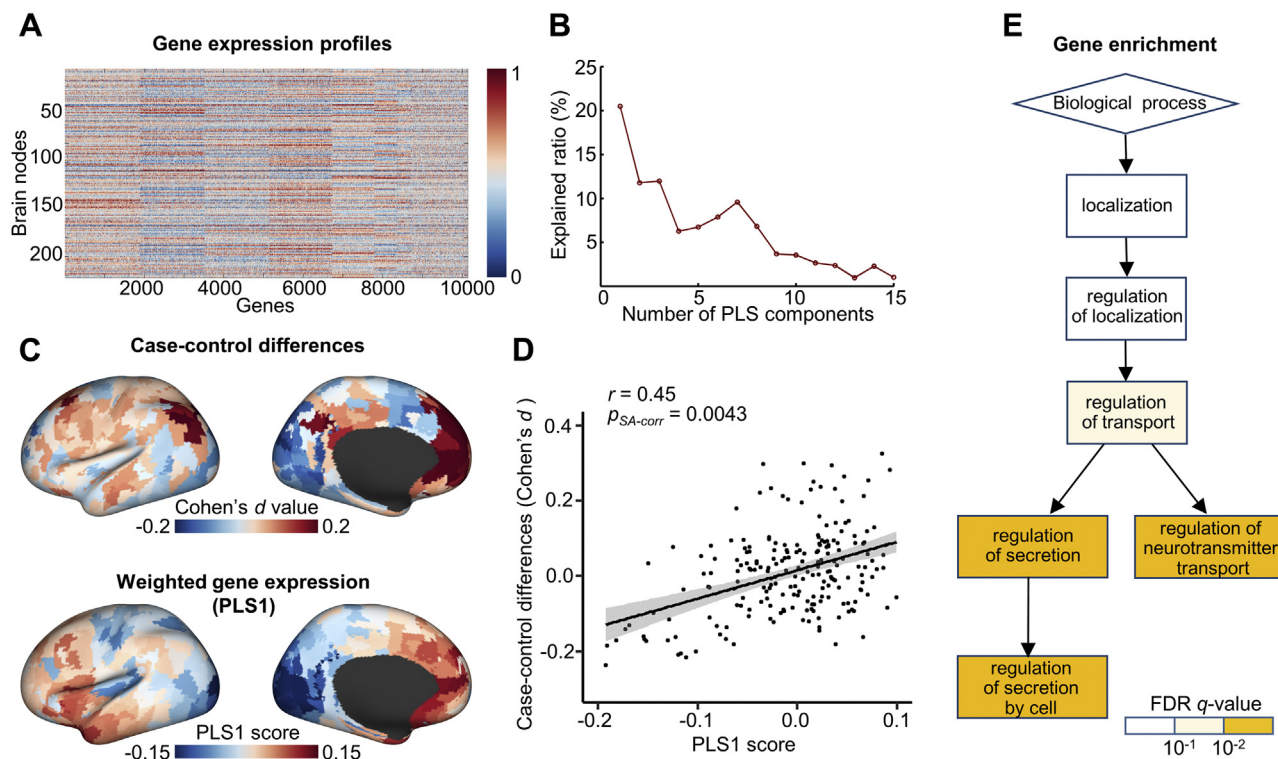 A
Gene expression profiles
Brain nodes
50
100
150
200
2000 4000 6000 8000 10000
Genes
1
0
B
Explained ratio (%)
25
20
15
10
5
0 5 10 15
Number of PLS components
C
Case-control differences
Cohen's d value
-0.2 0.2
Weighted gene expression
(PLS1)
PLS1 score
-0.15 0.15
D
r = 0.45
pSA-corr = 0.0043
Case-control differences (Cohen's d )
0.4
0.2
0.0
-0.2
-0.2 -0.1 0.0 0.1
PLS1 score
E
Gene enrichment
Biological process
localization
regulation
of localization
regulation
of transport
regulation
of secretion
regulation of
neurotransmitter
transport
regulation
of secretion
by cell
FDR q-value
10-1 10-2